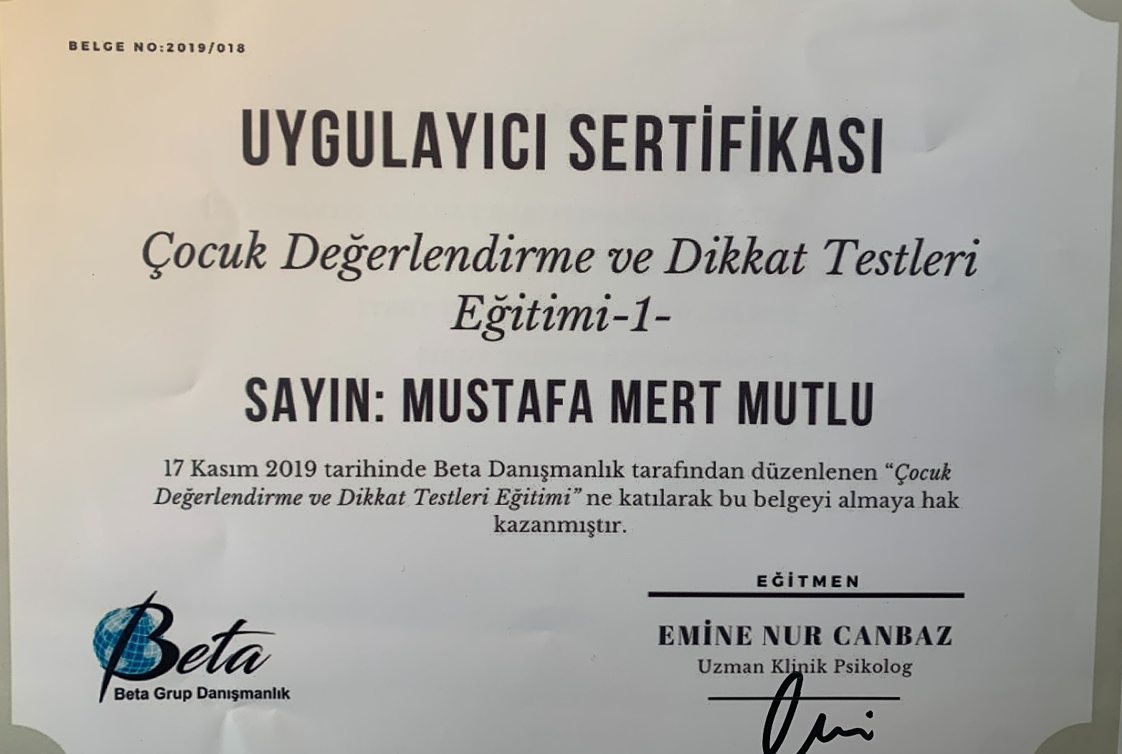 BELGE NO:2019/018
UYGULAYICI SERTİFİKASI
Çocuk Değerlendirme ve Dikkat Testleri
Eğitimi-1-
SAYIN: MUSTAFA MERT MUTLU
17 Kasım 2019 tarihinde Beta Danışmanlık tarafından düzenlenen “Çocuk
Değerlendirme ve Dikkat Testleri Eğitimi” ne katılarak bu belgeyi almaya hak
kazanmıştır.
Beta
Beta Grup Danışmanlık
EĞİTMEN
EMİNE NUR CANBAZ
Uzman Klinik Psikolog